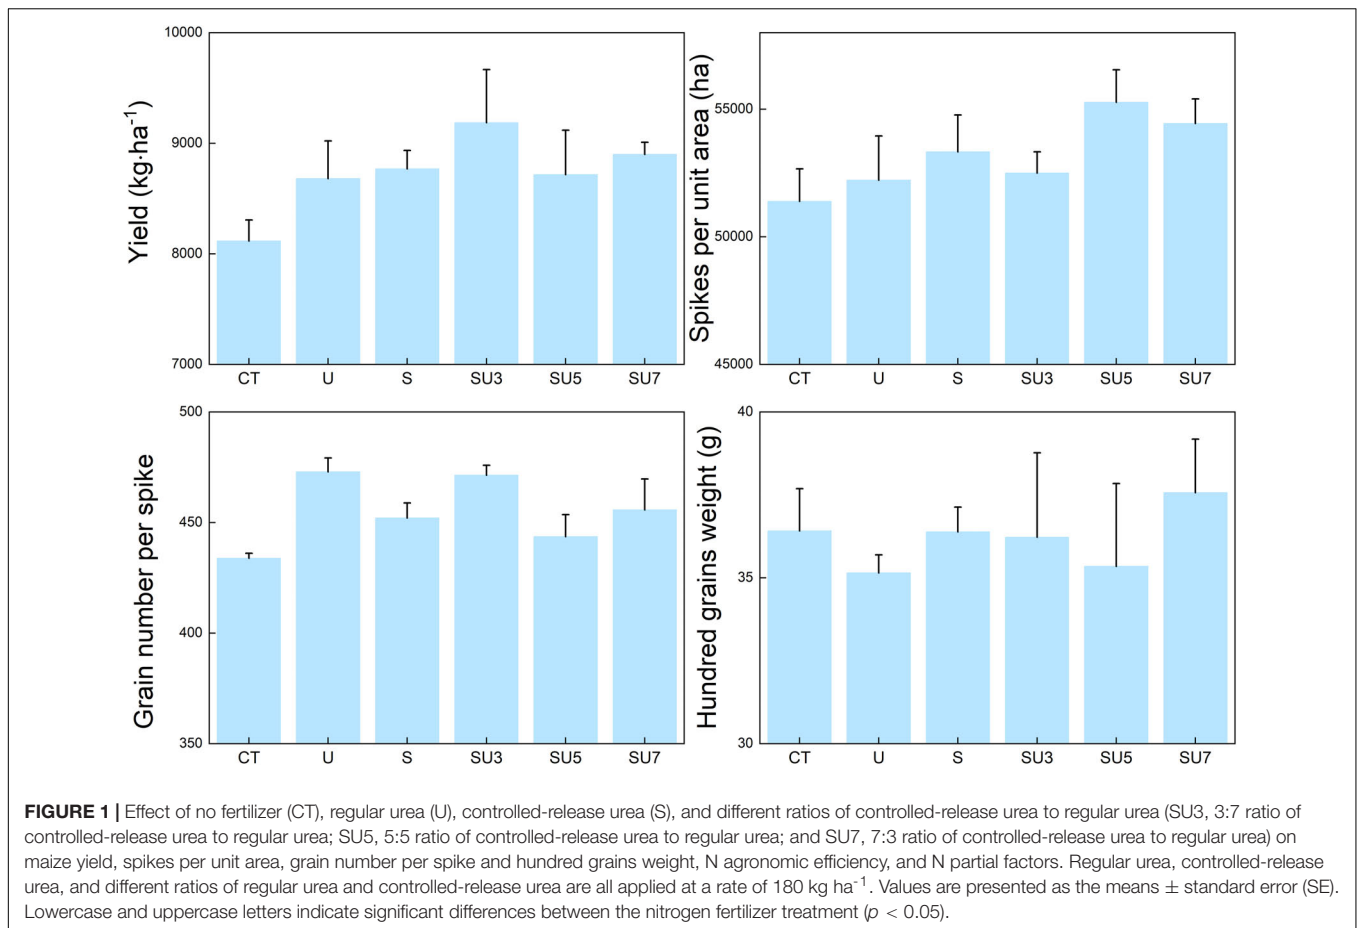 10000
9000
8000
7000
Yield (kg·ha-1)
CT U S SU3 SU5 SU7
55000
50000
45000
Spikes per unit area (ha)
CT U S SU3 SU5 SU7
500
450
400
350
Grain number per spike
CT U S SU3 SU5 SU7
40
35
30
Hundred grains weight (g)
CT U S SU3 SU5 SU7
FIGURE 1 | Effect of no fertilizer (CT), regular urea (U), controlled-release urea (S), and different ratios of controlled-release urea to regular urea (SU3, 3:7 ratio of
controlled-release urea to regular urea; SU5, 5:5 ratio of controlled-release urea to regular urea; and SU7, 7:3 ratio of controlled-release urea to regular urea) on
maize yield, spikes per unit area, grain number per spike and hundred grains weight, N agronomic efficiency, and N partial factors. Regular urea, controlled-release
urea, and different ratios of regular urea and controlled-release urea are all applied at a rate of 180 kg ha-1. Values are presented as the means ± standard error (SE).
Lowercase and uppercase letters indicate significant differences between the nitrogen fertilizer treatment (p < 0.05).